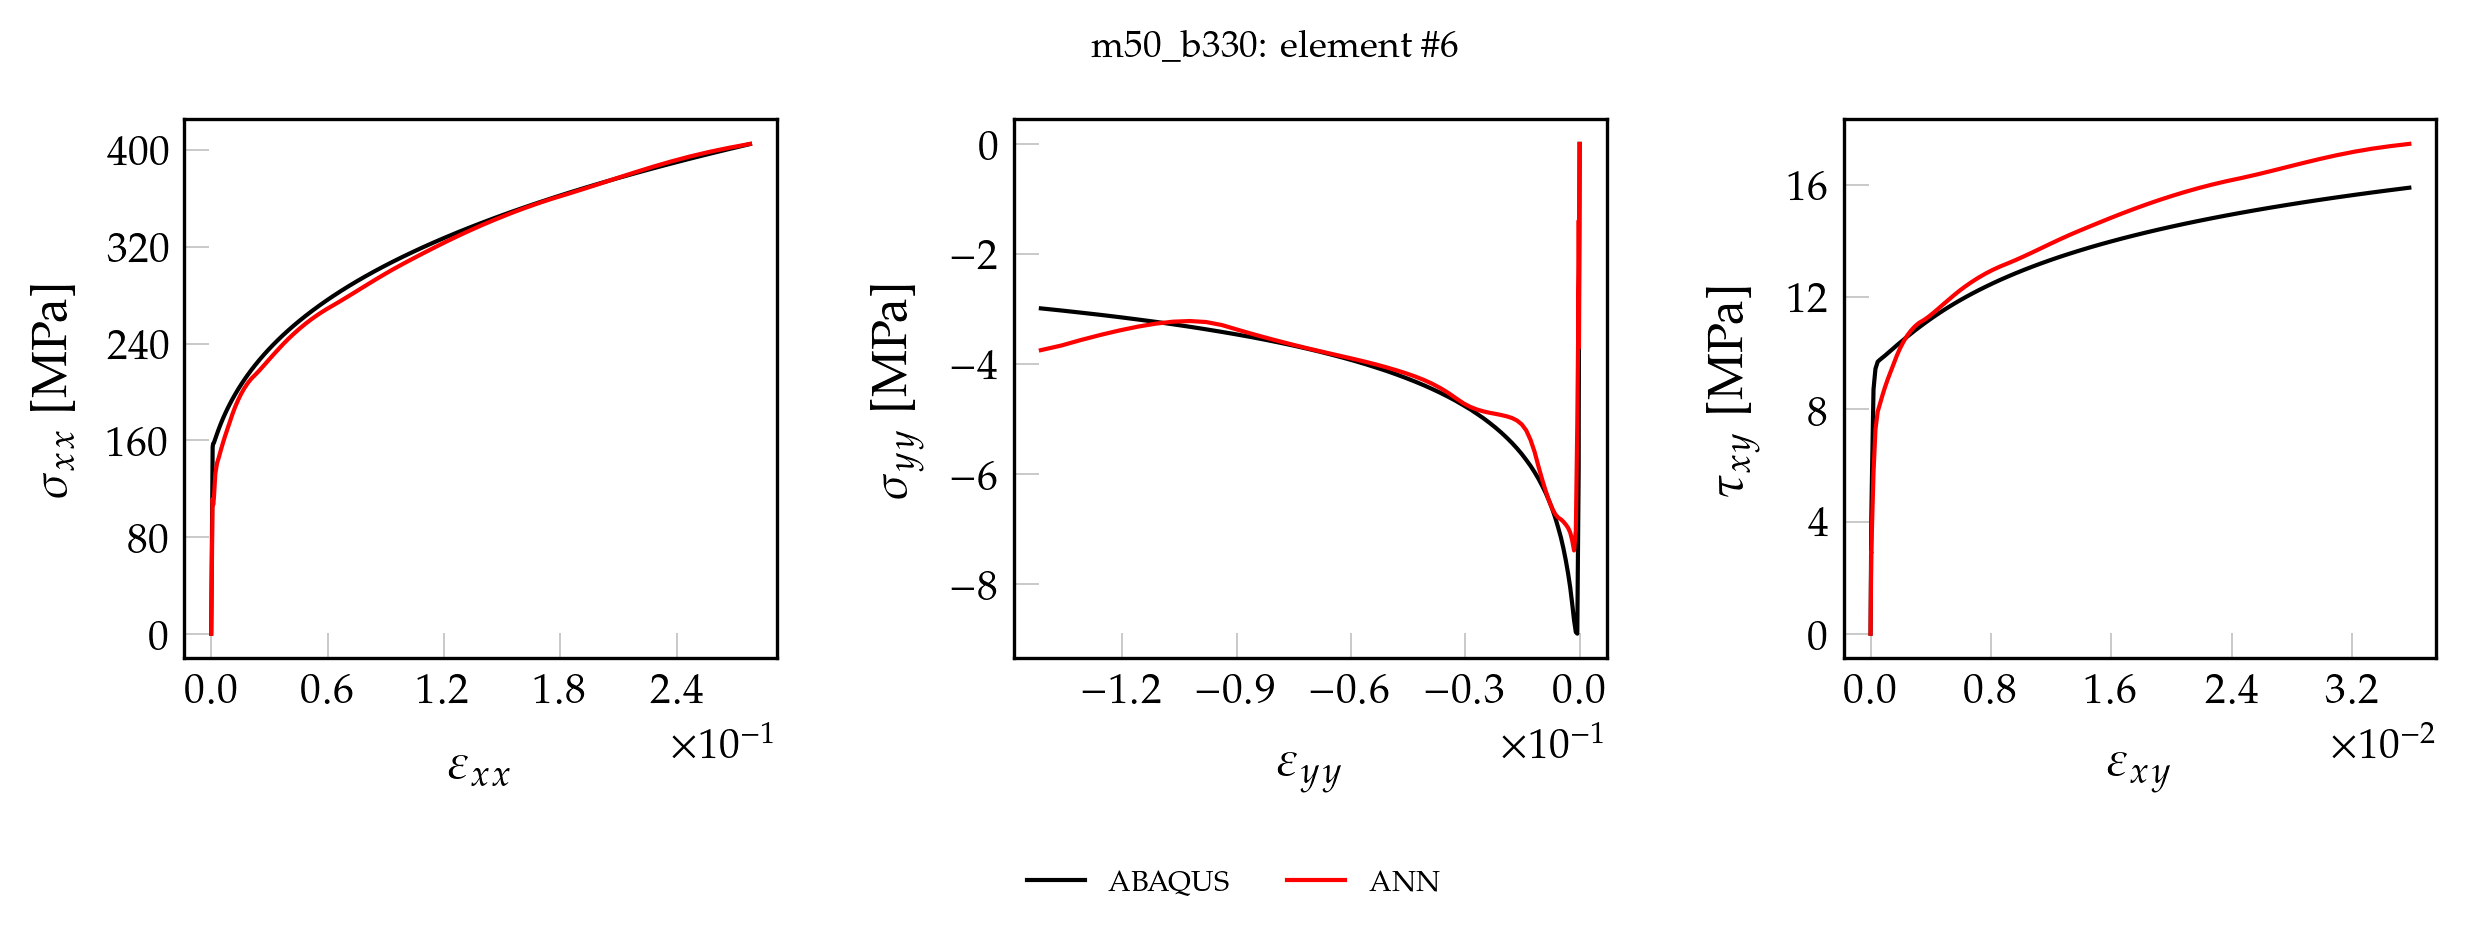 m50_b330: element #6
400
320
240
160
80
0
σxx [MPa]
0.0 0.6 1.2 1.8 2.4
×10⁻¹
εxx
0
−2
−4
−6
−8
σyy [MPa]
−1.2 −0.9 −0.6 −0.3 0.0
×10⁻¹
εyy
16
12
8
4
0
τxy [MPa]
0.0 0.8 1.6 2.4 3.2
×10⁻²
εxy
ABAQUS ANN